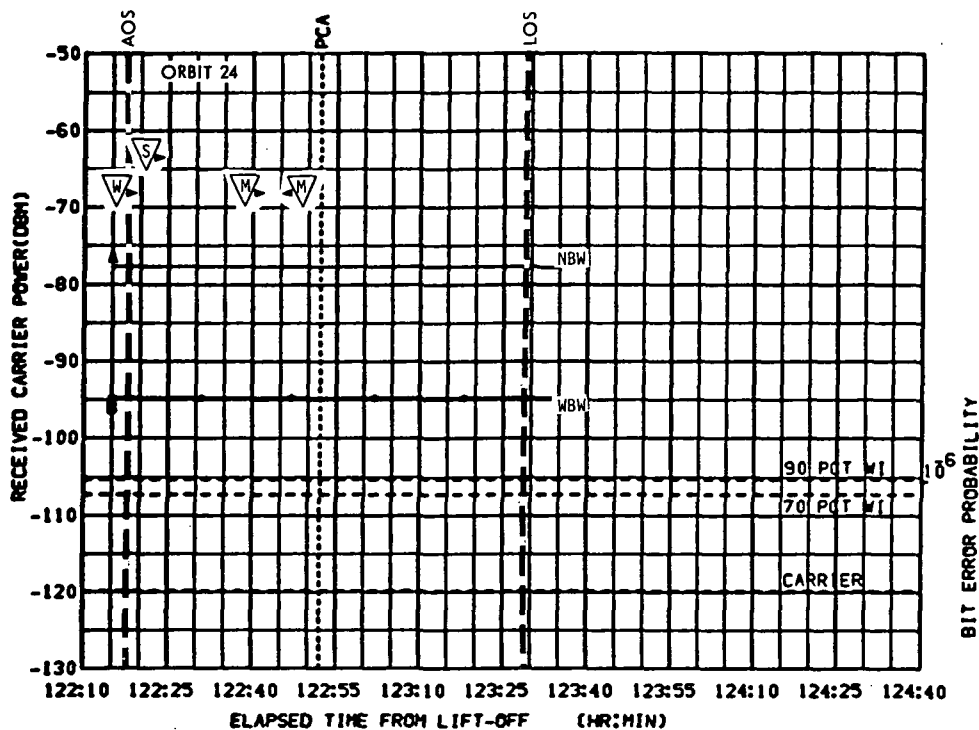 AOS
PCA
LOS
ORBIT 24
-50
-60
-70
-80
-90
-100
-110
-120
-130
RECEIVED CARRIER POWER(DBM)
S
W
M
M
NBW
WBW
90 PCT WI
70 PCT WI
CARRIER
10̄⁶
BIT ERROR PROBABILITY
122:10 122:25 122:40 122:55 123:10 123:25 123:40 123:55 124:10 124:25 124:40
ELAPSED TIME FROM LIFT-OFF (HR:MIN)